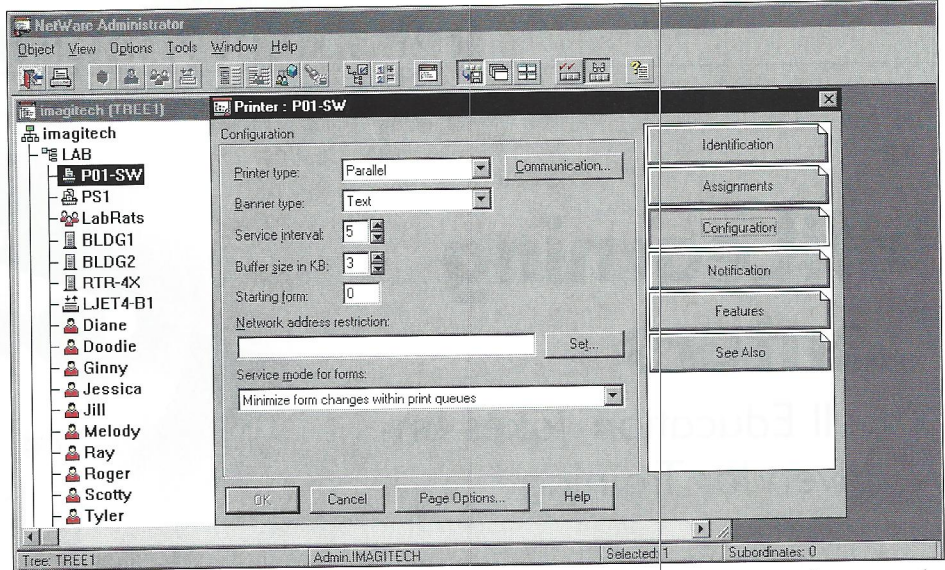 NetWare Administrator
Object View Options Tools Window Help
imagitech (TREE1)
imagitech
LAB
P01-SW
PS1
LabRats
BLDG1
BLDG2
RTR-4X
LJET4-B1
Diane
Doodie
Ginny
Jessica
Jill
Melody
Ray
Roger
Scotty
Tyler
Printer : P01-SW
Configuration
Printer type: Parallel Communication...
Banner type: Text
Service interval: 5
Buffer size in KB: 3
Starting form: 0
Network address restriction:
Set...
Service mode for forms:
Minimize form changes within print queues
OK Cancel Page Options... Help
Identification
Assignments
Configuration
Notification
Features
See Also
Tree: TREE1 Admin.IMAGITECH Selected: 1 Subordinates: 0